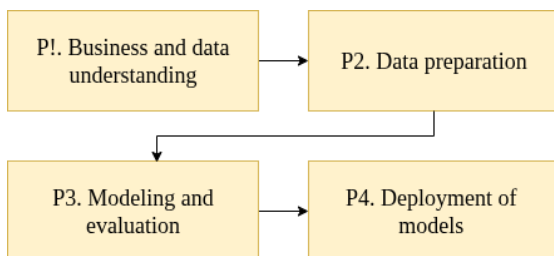 P!. Business and data
understanding
P2. Data preparation
P3. Modeling and
evaluation
P4. Deployment of
models